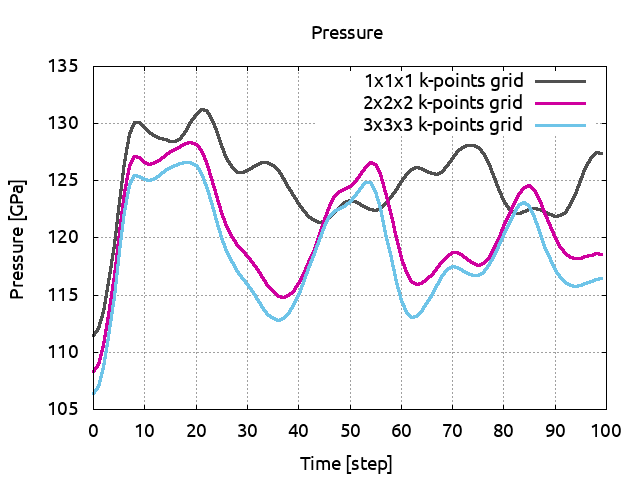 Pressure
135
130
125
120
115
110
105
Pressure [GPa]
1x1x1 k-points grid
2x2x2 k-points grid
3x3x3 k-points grid
0 10 20 30 40 50 60 70 80 90 100
Time [step]